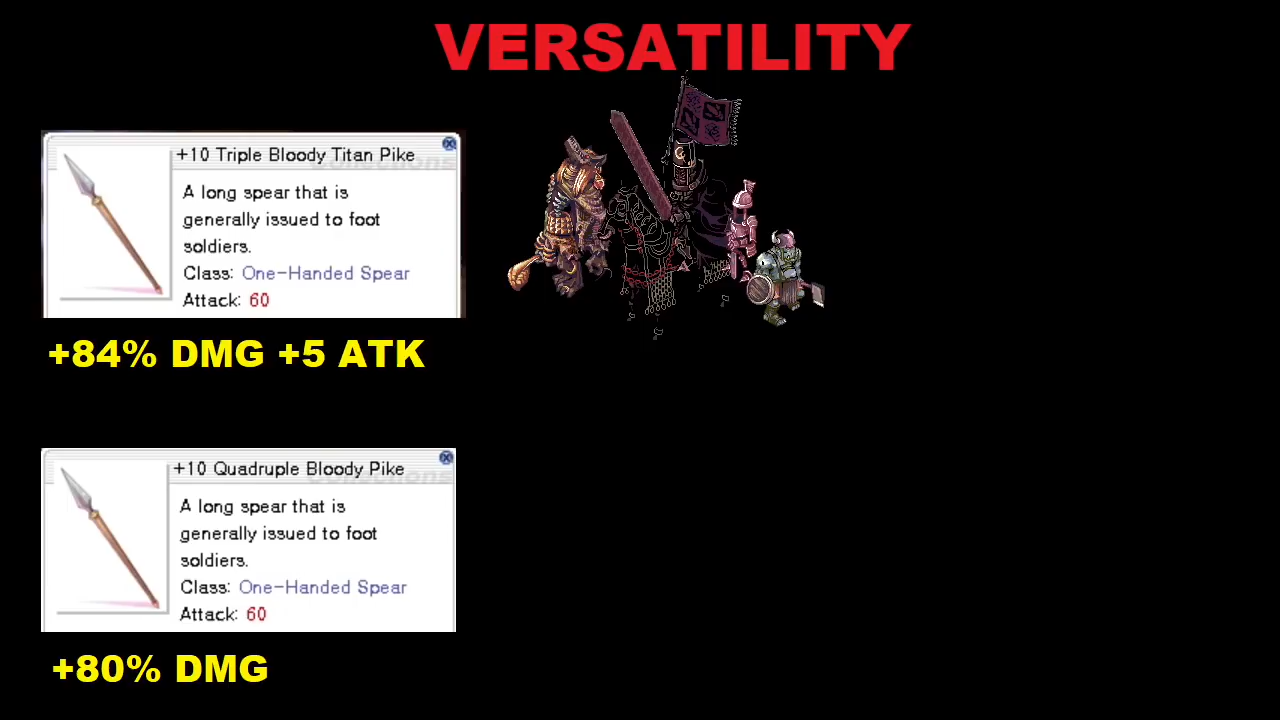 VERSATILITY
+10 Triple Bloody Titan Pike
Collections
A long spear that is
generally issued to foot
soldiers.
Class: One-Handed Spear
Attack: 60
+84% DMG +5 ATK
+10 Quadruple Bloody Pike
Collections
A long spear that is
generally issued to foot
soldiers.
Class: One-Handed Spear
Attack: 60
+80% DMG